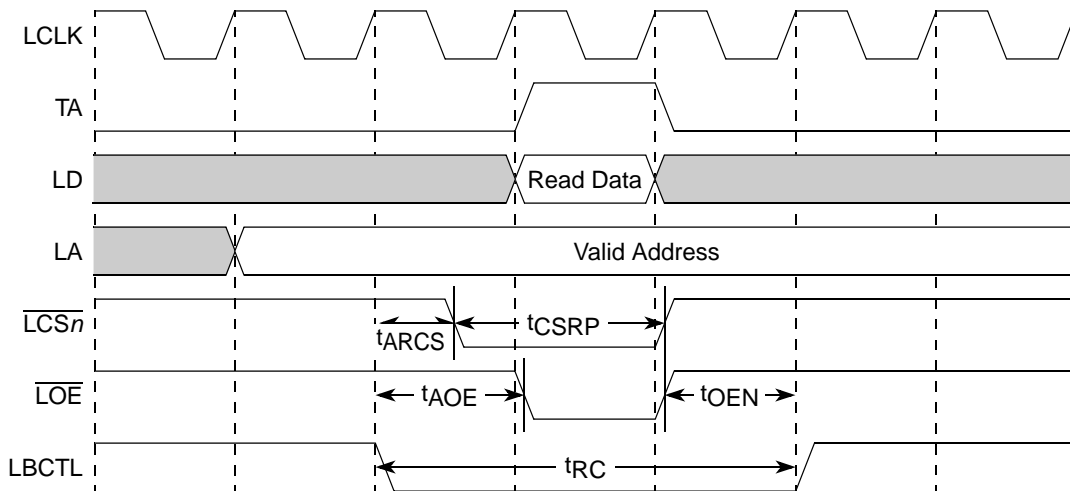 LCLK
TA
LD Read Data
LA Valid Address
LCSn tARCS tCSRP
LOE tAOE tOEN
LBCTL tRC